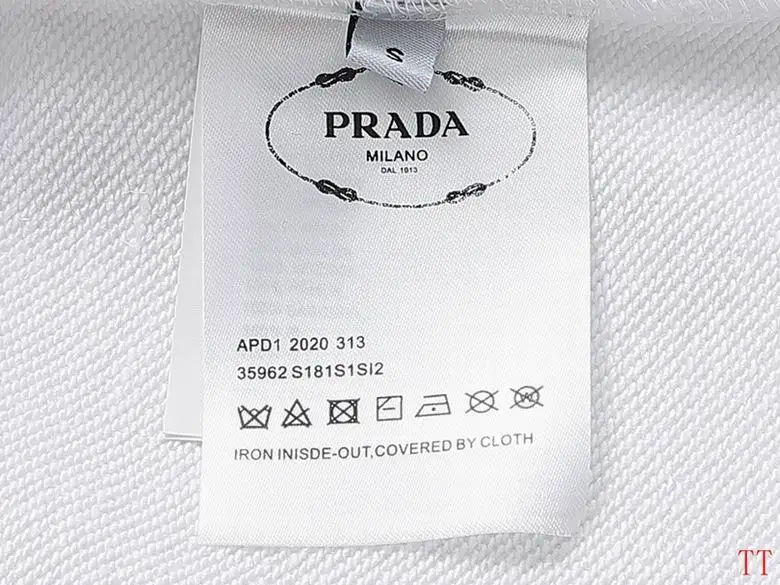 S
PRADA
MILANO
DAL 1913
APD1 2020 313
35962 S181S1SI2
IRON INISDE-OUT,COVERED BY CLOTH
TT